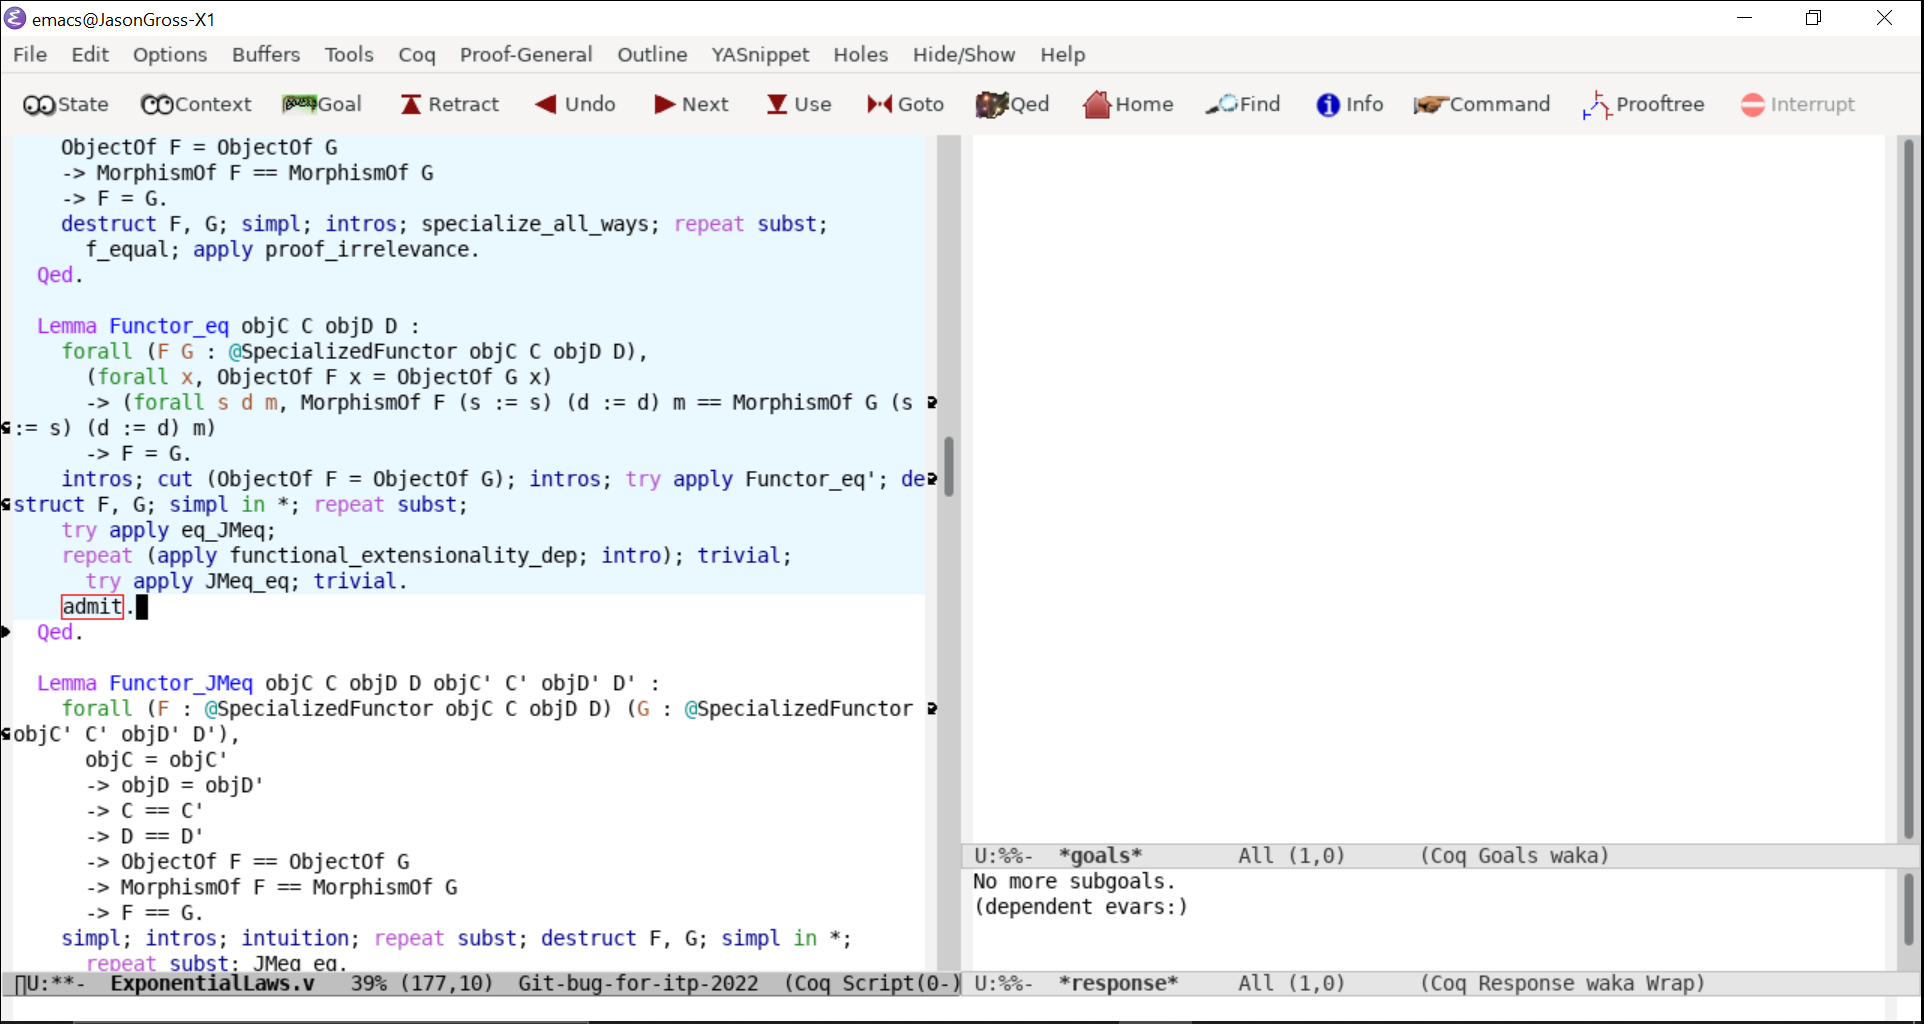 emacs@JasonGross-X1
File Edit Options Buffers Tools Coq Proof-General Outline YASnippet Holes Hide/Show Help
State Context Goal Retract Undo Next Use Goto Qed Home Find Info Command Prooftree Interrupt
ObjectOf F = ObjectOf G
-> MorphismOf F == MorphismOf G
-> F = G.
destruct F, G; simpl; intros; specialize_all_ways; repeat subst;
f_equal; apply proof_irrelevance.
Qed.
Lemma Functor_eq objC C objD D :
forall (F G : @SpecializedFunctor objC C objD D),
(forall x, ObjectOf F x = ObjectOf G x)
-> (forall s d m, MorphismOf F (s := s) (d := d) m == MorphismOf G (s
:= s) (d := d) m)
-> F = G.
intros; cut (ObjectOf F = ObjectOf G); intros; try apply Functor_eq'; de
struct F, G; simpl in *; repeat subst;
try apply eq_JMeq;
repeat (apply functional_extensionality_dep; intro); trivial;
try apply JMeq_eq; trivial.
admit.
Qed.
Lemma Functor_JMeq objC C objD D objC' C' objD' D' :
forall (F : @SpecializedFunctor objC C objD D) (G : @SpecializedFunctor
objC' C' objD' D'),
objC = objC'
-> objD = objD'
-> C == C'
-> D == D'
-> ObjectOf F == ObjectOf G
-> MorphismOf F == MorphismOf G
-> F == G.
simpl; intros; intuition; repeat subst; destruct F, G; simpl in *;
repeat subst; JMeq_eq.
U:**- ExponentialLaws.v 39% (177,10) Git-bug-for-itp-2022 (Coq Script(0-)
U:%%- *goals* All (1,0) (Coq Goals waka)
No more subgoals.
(dependent evars:)
U:%%- *response* All (1,0) (Coq Response waka Wrap)